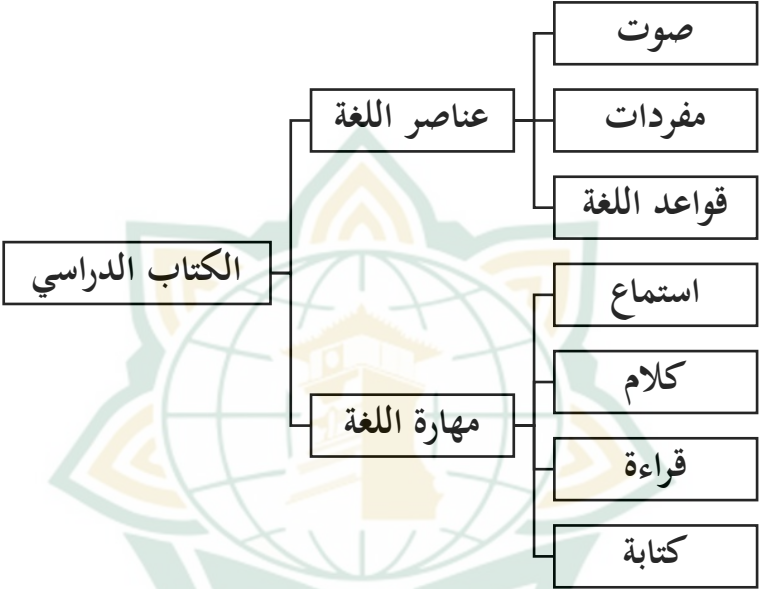 الكتاب الدراسي
عناصر اللغة
صوت
مفردات
قواعد اللغة
مهارة اللغة
استماع
كلام
قراءة
كتابة